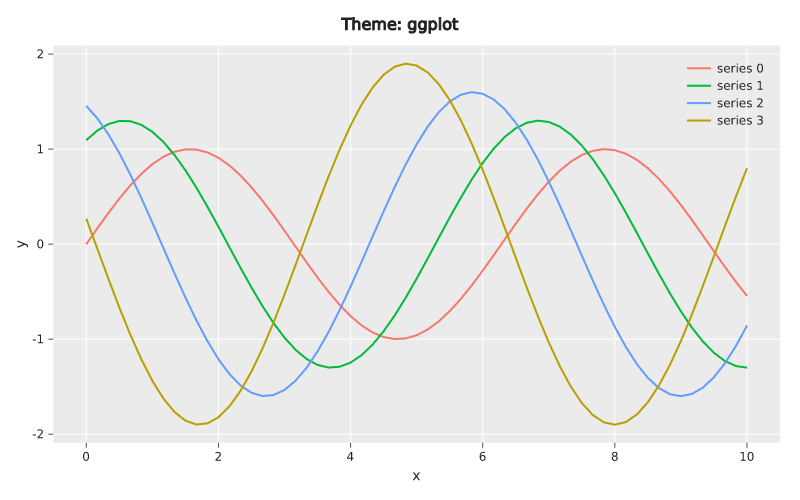 Theme: ggplot
2
1
0
-1
-2
y
series 0
series 1
series 2
series 3
0 2 4 6 8 10
x